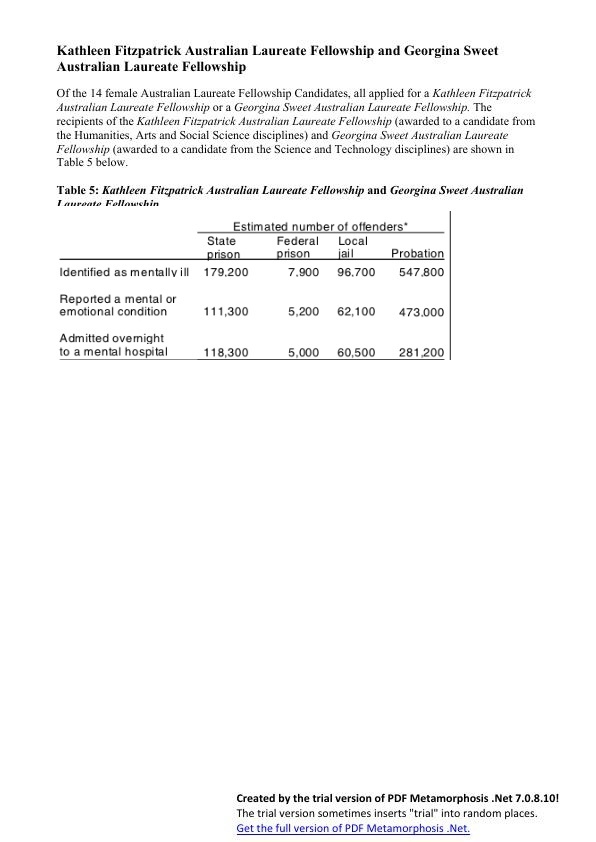 Kathleen Fitzpatrick Australian Laureate Fellowship and Georgina Sweet
Australian Laureate Fellowship
Of the 14 female Australian Laureate Fellowship Candidates, all applied for a Kathleen Fitzpatrick
Australian Laureate Fellowship or a Georgina Sweet Australian Laureate Fellowship. The
recipients of the Kathleen Fitzpatrick Australian Laureate Fellowship (awarded to a candidate from
the Humanities, Arts and Social Science disciplines) and Georgina Sweet Australian Laureate
Fellowship (awarded to a candidate from the Science and Technology disciplines) are shown in
Table 5 below.
Table 5: Kathleen Fitzpatrick Australian Laureate Fellowship and Georgina Sweet Australian
Laureate Fellowship
Estimated number of offenders*
State Federal Local
prison prison jail Probation
Identified as mentally ill 179,200 7,900 96,700 547,800
Reported a mental or
emotional condition 111,300 5,200 62,100 473,000
Admitted overnight
to a mental hospital 118,300 5,000 60,500 281,200
Created by the trial version of PDF Metamorphosis .Net 7.0.8.10!
The trial version sometimes inserts "trial" into random places.
Get the full version of PDF Metamorphosis .Net.